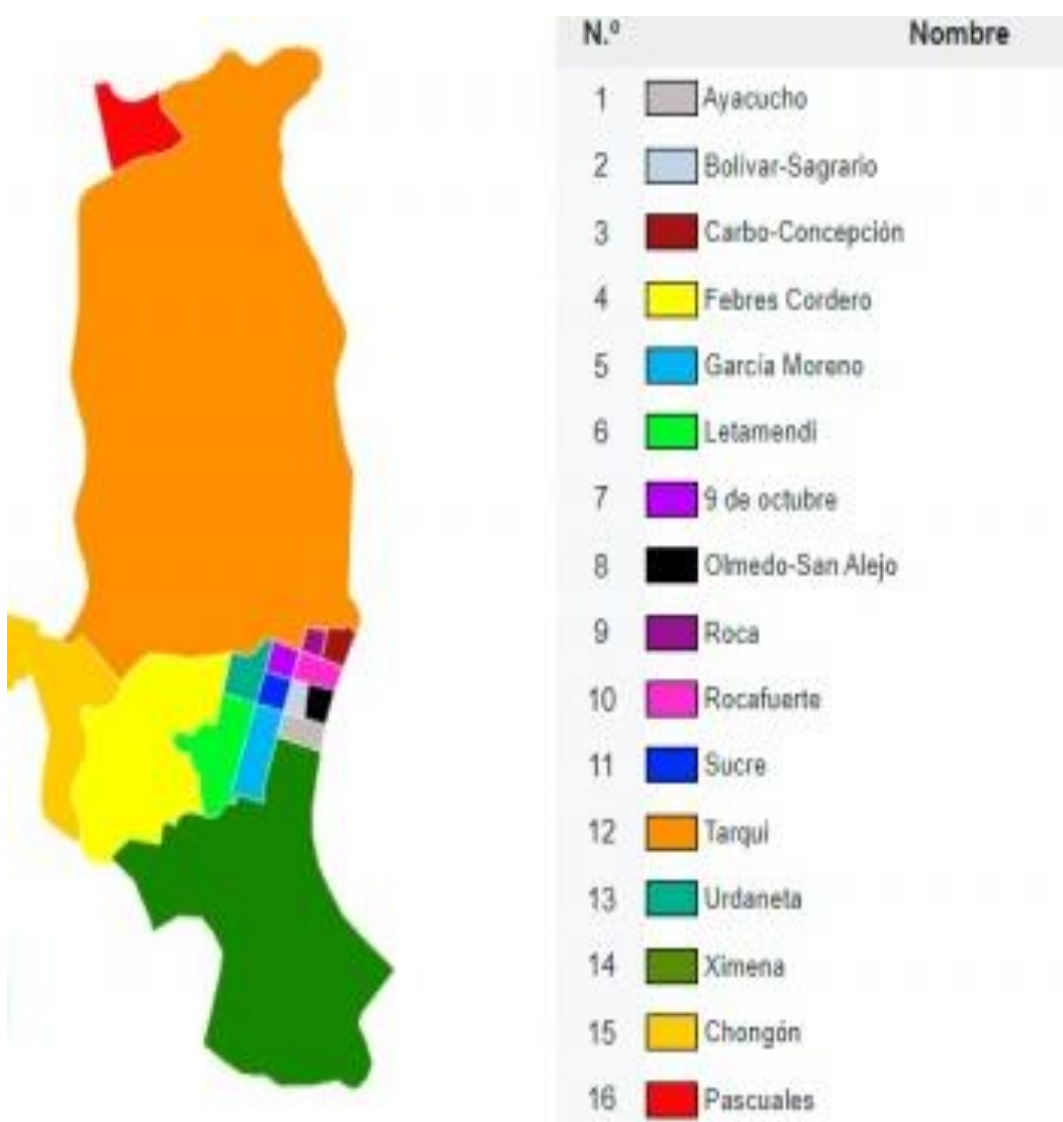 N.º Nombre
1 Ayacucho
2 Bolívar-Sagrario
3 Carbo-Concepción
4 Febres Cordero
5 García Moreno
6 Letamendi
7 9 de octubre
8 Olmedo-San Alejo
9 Roca
10 Rocafuerte
11 Sucre
12 Tarqui
13 Urdaneta
14 Ximena
15 Chongón
16 Pascuales